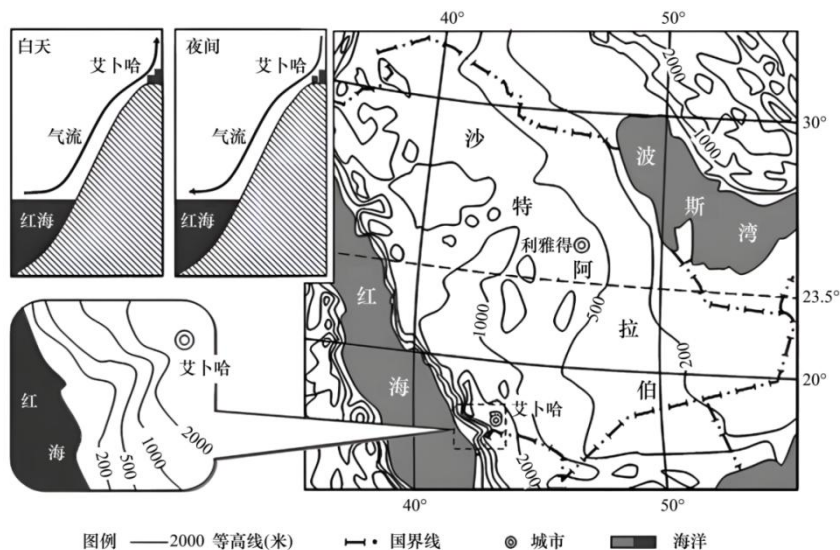 白天
艾卜哈
气流
红海
夜间
艾卜哈
气流
红海
2000
1000
30°
沙
特
阿
拉
伯
波
斯
湾
利雅得
红
海
1000
500
200
23.5°
20°
艾卜哈
2000
40°
50°
艾卜哈
红
海
200
500
1000
2000
图例 2000 等高线(米) 国界线 城市 海洋